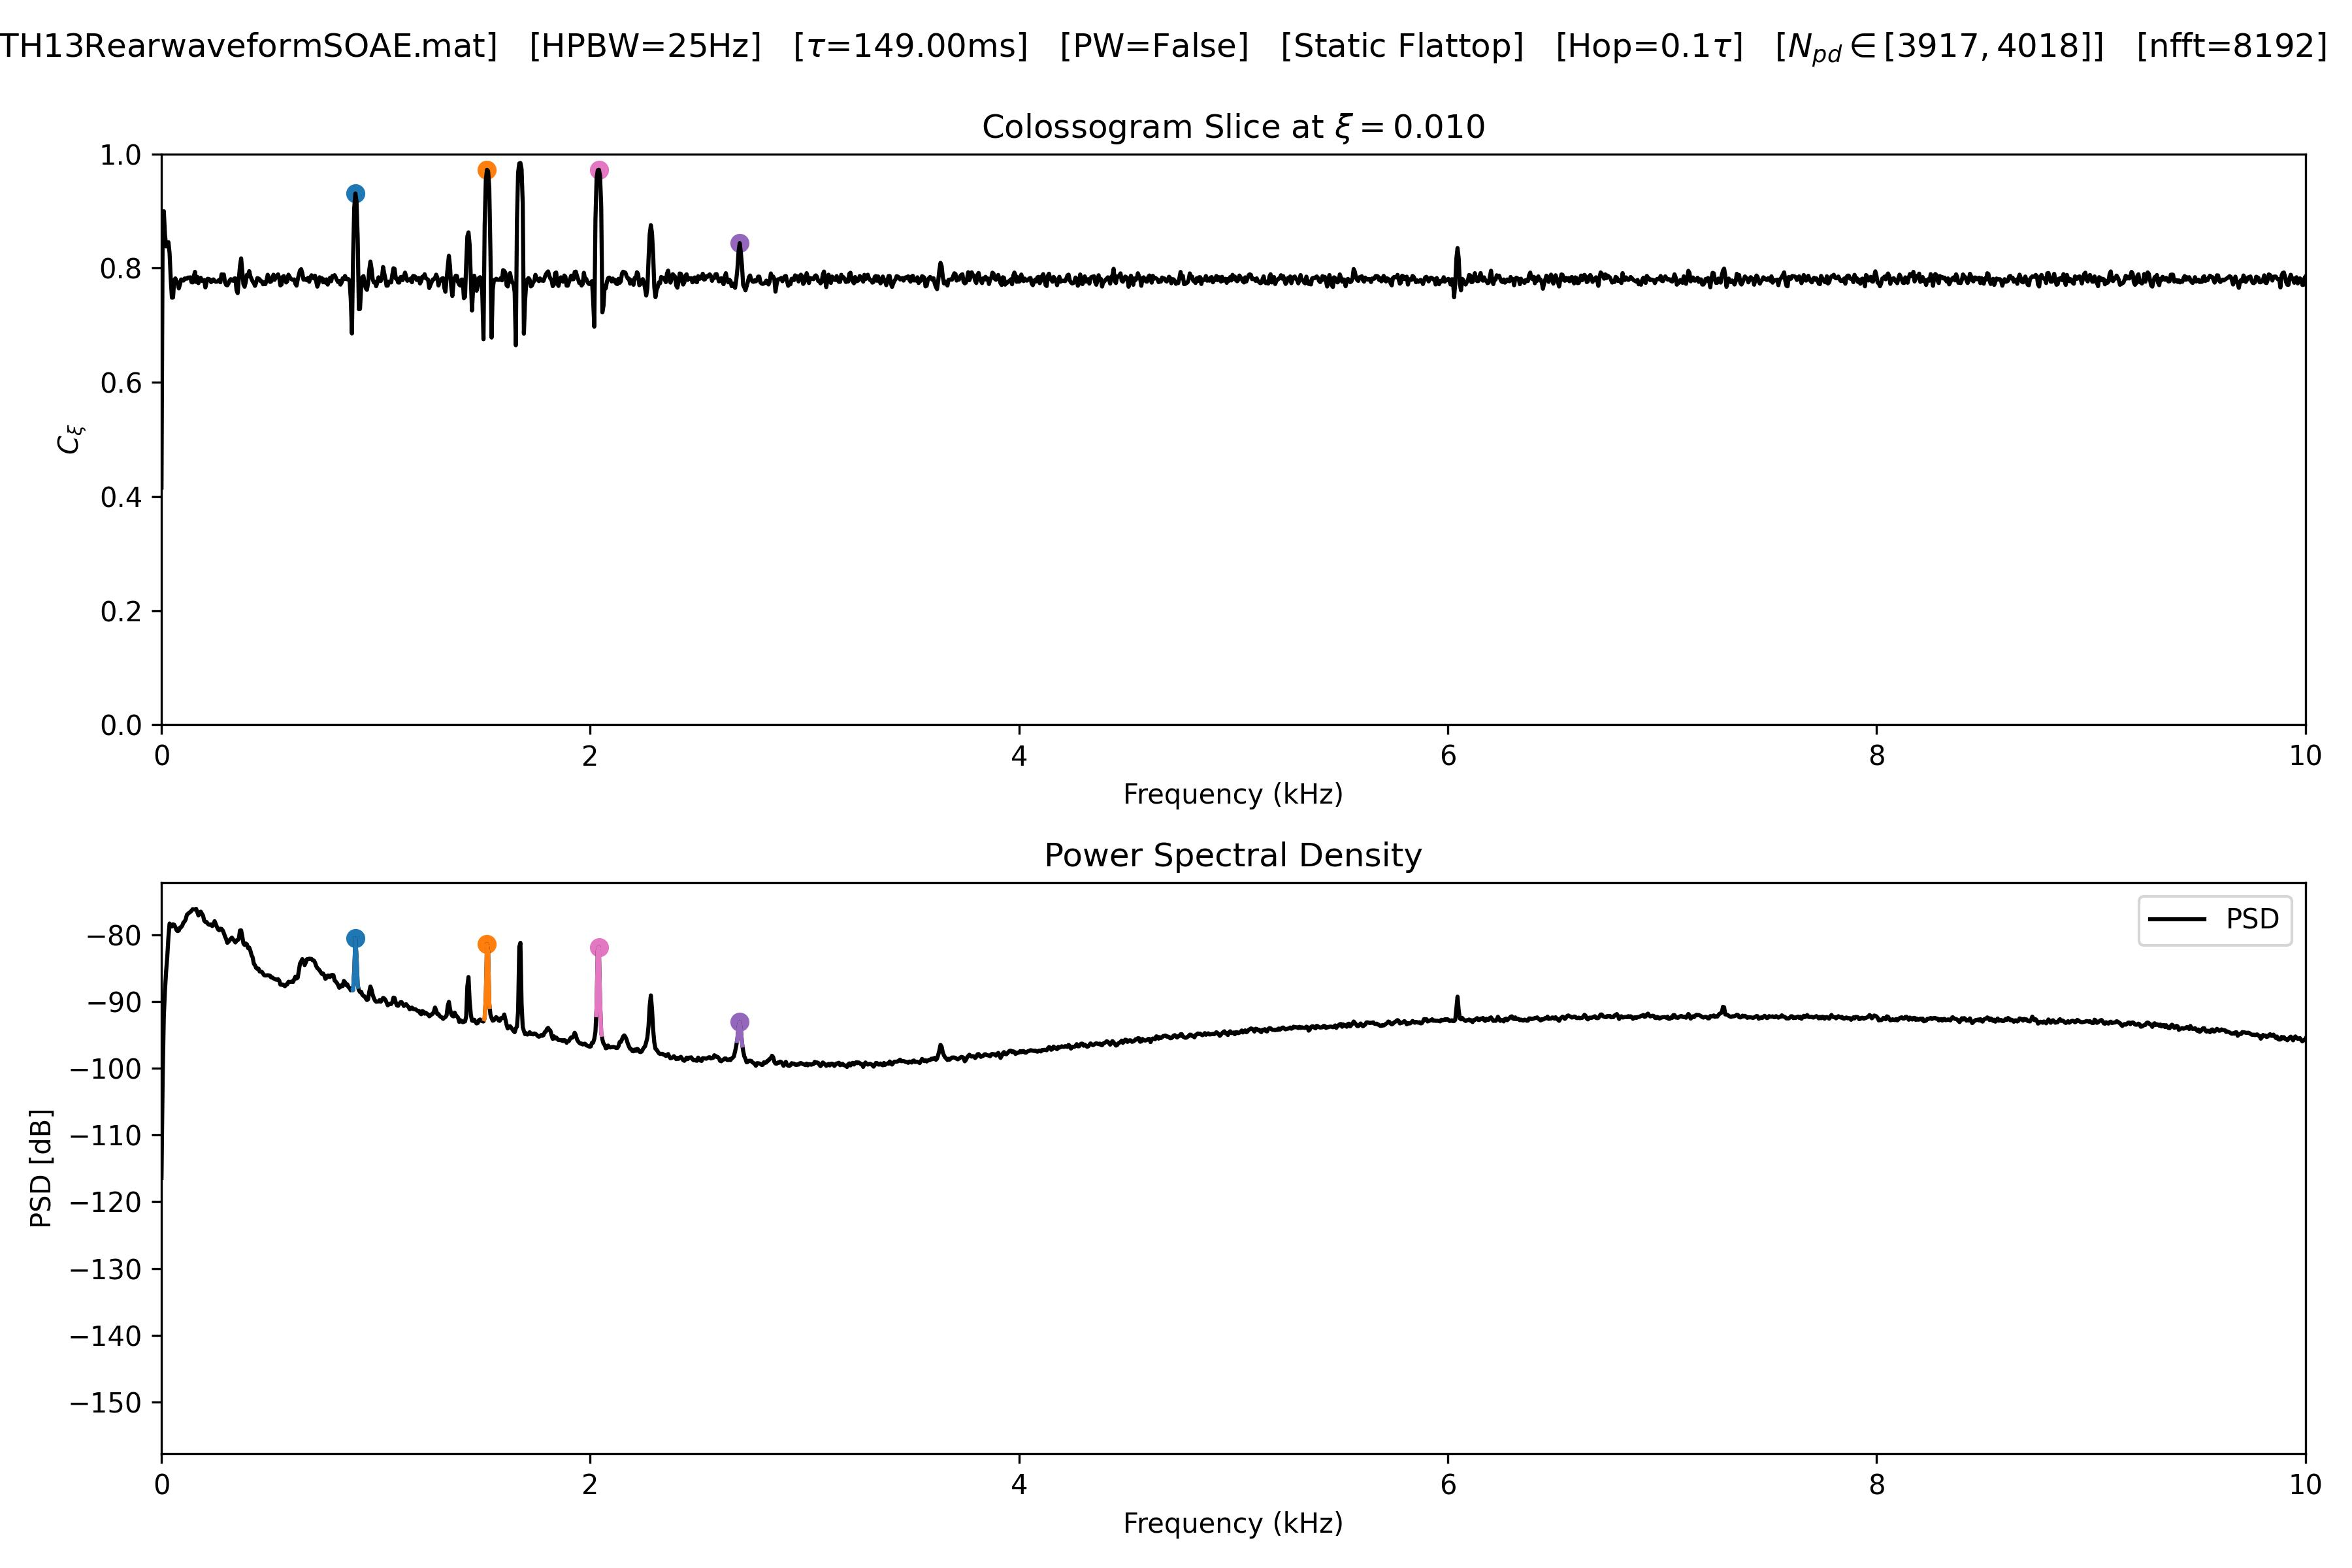 TH13RearwaveformSOAE.mat] [HPBW=25Hz] [τ=149.00ms] [PW=False] [Static Flattop] [Hop=0.1τ] [N_pd ∈ [3917, 4018]] [nfft=8192]
Colossogram Slice at ξ = 0.010
1.0
0.8
0.6
0.4
0.2
0.0
C_ξ
0 2 4 6 8 10
Frequency (kHz)
Power Spectral Density
PSD
−80
−90
−100
−110
−120
−130
−140
−150
PSD [dB]
0 2 4 6 8 10
Frequency (kHz)